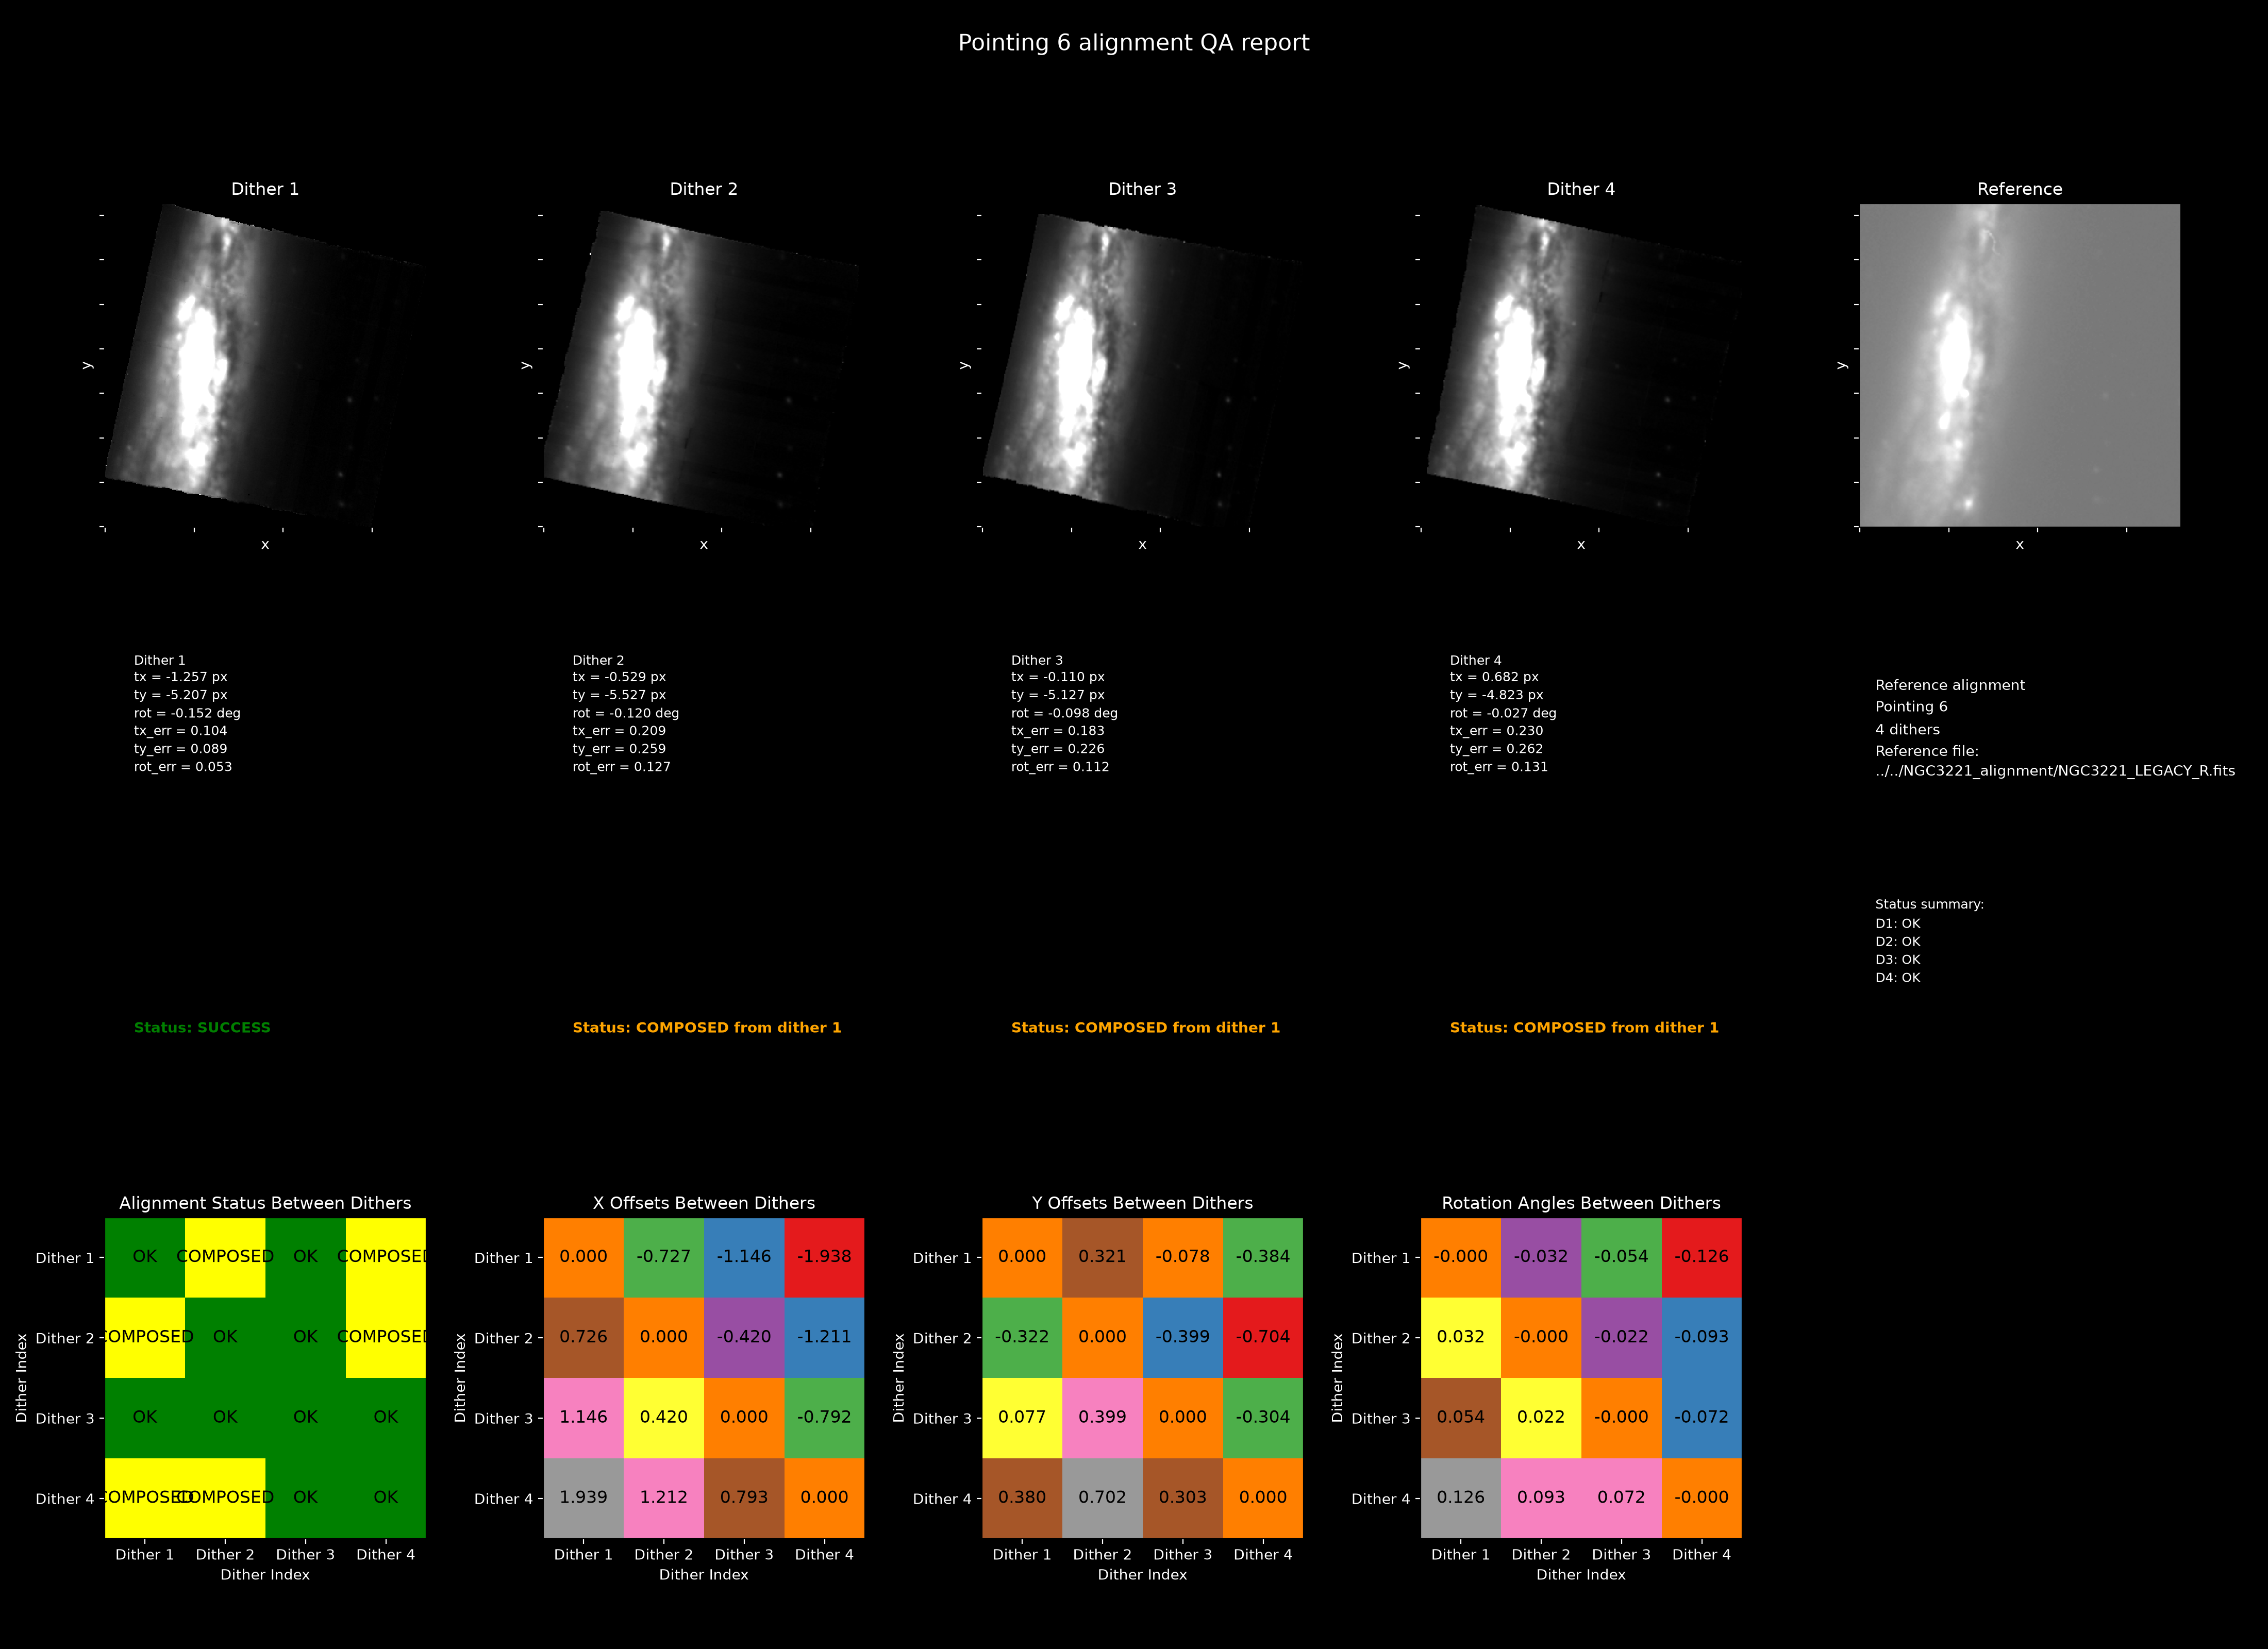 Pointing 6 alignment QA report
Dither 1
Dither 2
Dither 3
Dither 4
Reference
y
y
y
y
y
x
x
x
x
x
Dither 1
tx = -1.257 px
ty = -5.207 px
rot = -0.152 deg
tx_err = 0.104
ty_err = 0.089
rot_err = 0.053
Dither 2
tx = -0.529 px
ty = -5.527 px
rot = -0.120 deg
tx_err = 0.209
ty_err = 0.259
rot_err = 0.127
Dither 3
tx = -0.110 px
ty = -5.127 px
rot = -0.098 deg
tx_err = 0.183
ty_err = 0.226
rot_err = 0.112
Dither 4
tx = 0.682 px
ty = -4.823 px
rot = -0.027 deg
tx_err = 0.230
ty_err = 0.262
rot_err = 0.131
Reference alignment
Pointing 6
4 dithers
Reference file:
../../NGC3221_alignment/NGC3221_LEGACY_R.fits
Status summary:
D1: OK
D2: OK
D3: OK
D4: OK
Status: SUCCESS
Status: COMPOSED from dither 1
Status: COMPOSED from dither 1
Status: COMPOSED from dither 1
Alignment Status Between Dithers
Dither Index
Dither 1 OK COMPOSED OK COMPOSED
Dither 2 COMPOSED OK OK COMPOSED
Dither 3 OK OK OK OK
Dither 4 COMPOSED COMPOSED OK OK
Dither 1 Dither 2 Dither 3 Dither 4
Dither Index
X Offsets Between Dithers
Dither Index
Dither 1 0.000 -0.727 -1.146 -1.938
Dither 2 0.726 0.000 -0.420 -1.211
Dither 3 1.146 0.420 0.000 -0.792
Dither 4 1.939 1.212 0.793 0.000
Dither 1 Dither 2 Dither 3 Dither 4
Dither Index
Y Offsets Between Dithers
Dither Index
Dither 1 0.000 0.321 -0.078 -0.384
Dither 2 -0.322 0.000 -0.399 -0.704
Dither 3 0.077 0.399 0.000 -0.304
Dither 4 0.380 0.702 0.303 0.000
Dither 1 Dither 2 Dither 3 Dither 4
Dither Index
Rotation Angles Between Dithers
Dither Index
Dither 1 -0.000 -0.032 -0.054 -0.126
Dither 2 0.032 -0.000 -0.022 -0.093
Dither 3 0.054 0.022 -0.000 -0.072
Dither 4 0.126 0.093 0.072 -0.000
Dither 1 Dither 2 Dither 3 Dither 4
Dither Index